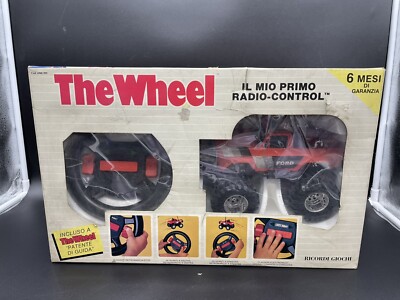 The Wheel
IL MIO PRIMO
RADIO-CONTROL™
6 MESI
DI
GARANZIA
FORD
INCLUSO A
The Wheel
"PATENTE
DI GUIDA"
RICORDI GIOCHI